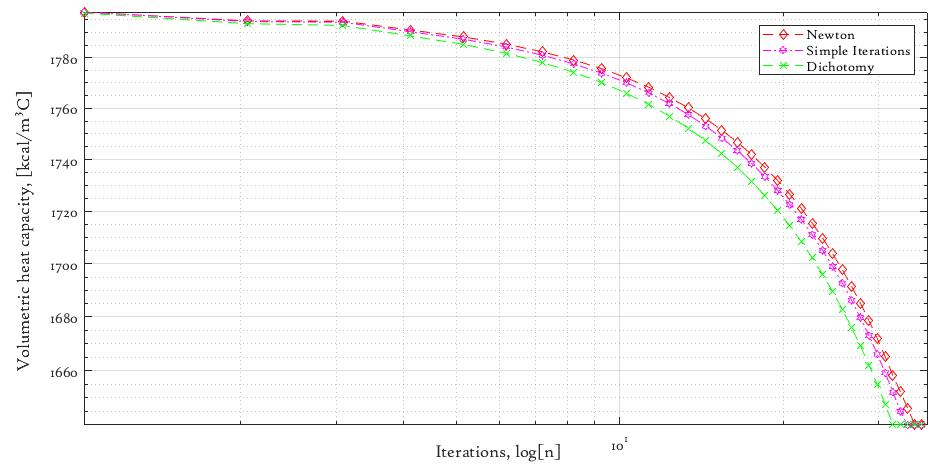 Volumetric heat capacity, [kcal/m³C]
1780
1760
1740
1720
1700
1680
1660
Newton
Simple Iterations
Dichotomy
10¹
Iterations, log[n]